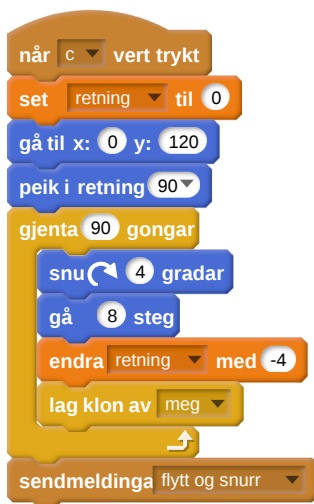 når c vert trykt
set retning til 0
gå til x: 0 y: 120
peik i retning 90
gjenta 90 gongar
snu 4 gradar
gå 8 steg
endra retning med -4
lag klon av meg
sendmeldinga flytt og snurr